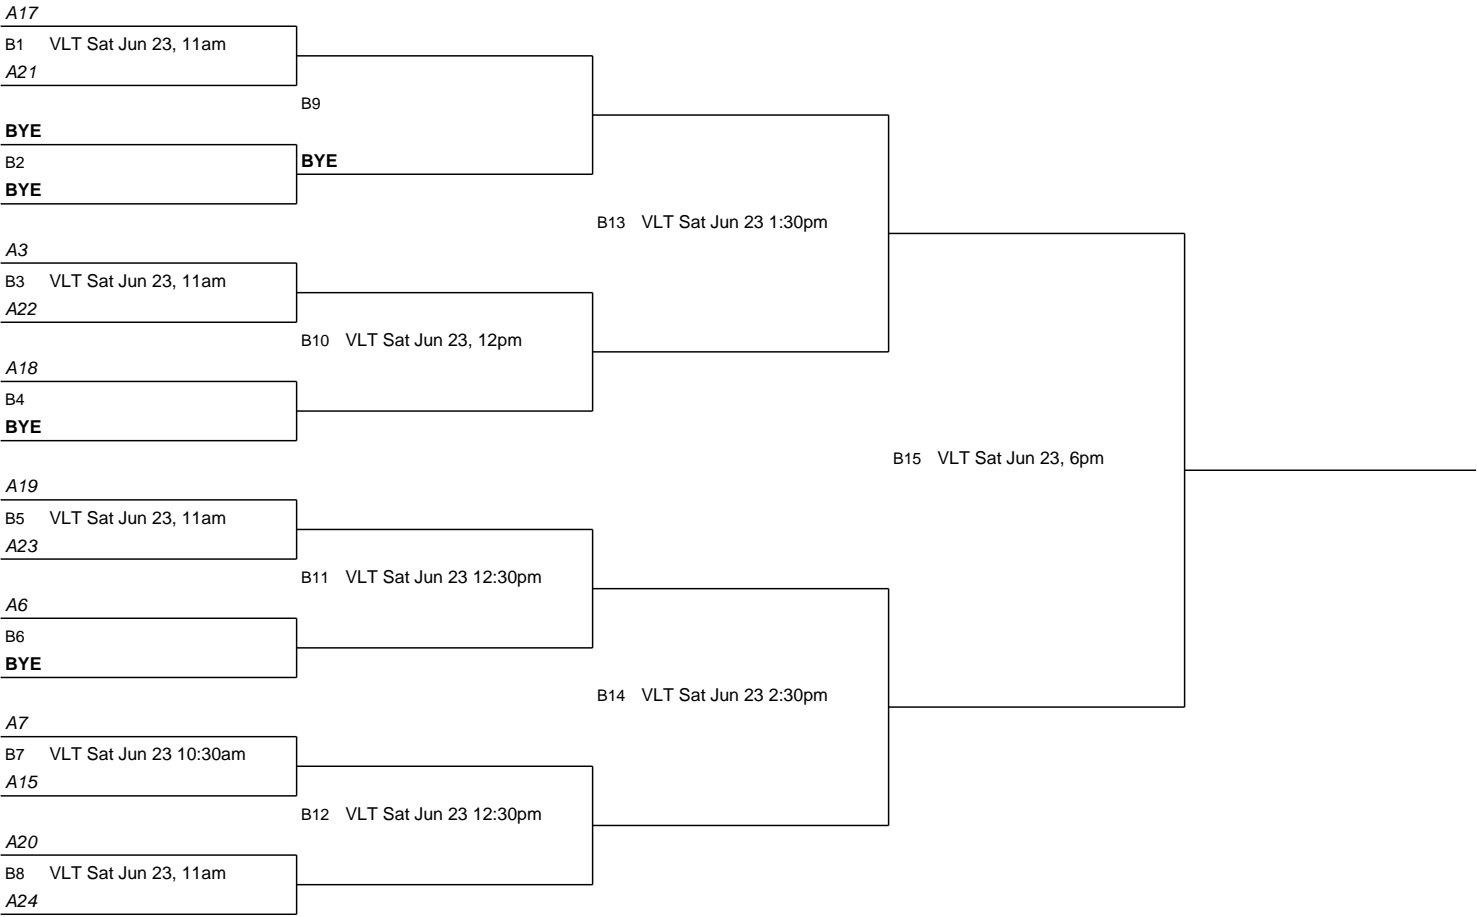 A17
B1 VLT Sat Jun 23, 11am
A21
B9
BYE
B2
BYE
BYE
B13 VLT Sat Jun 23 1:30pm
A3
B3 VLT Sat Jun 23, 11am
A22
B10 VLT Sat Jun 23, 12pm
A18
B4
BYE
B15 VLT Sat Jun 23, 6pm
A19
B5 VLT Sat Jun 23, 11am
A23
B11 VLT Sat Jun 23 12:30pm
A6
B6
BYE
B14 VLT Sat Jun 23 2:30pm
A7
B7 VLT Sat Jun 23 10:30am
A15
B12 VLT Sat Jun 23 12:30pm
A20
B8 VLT Sat Jun 23, 11am
A24